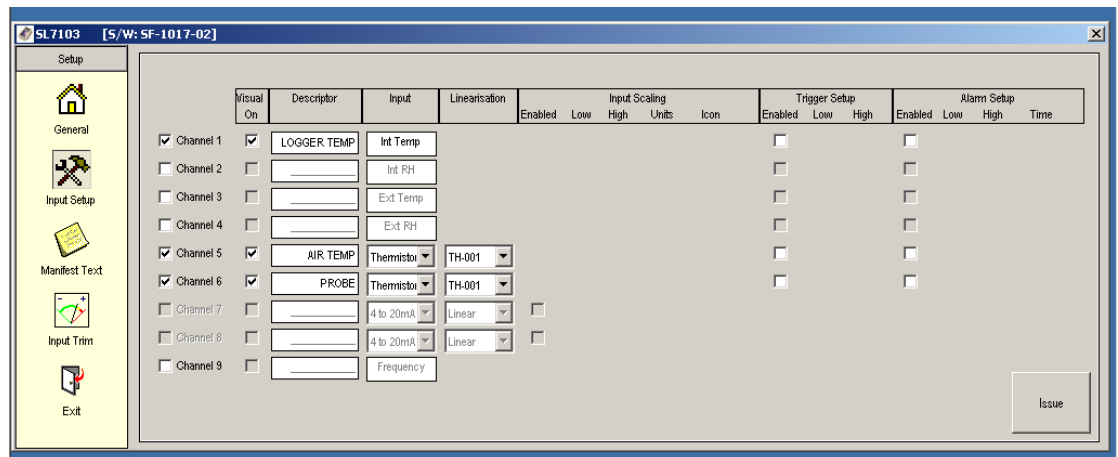 SL7103 [S/W: SF-1017-02]
Setup
General
Input Setup
Manifest Text
Input Trim
Exit
Visual On Descriptor Input Linearisation Input Scaling Trigger Setup Alarm Setup
Enabled Low High Units Icon Enabled Low High Enabled Low High Time
Channel 1 LOGGER TEMP Int Temp
Channel 2 Int RH
Channel 3 Ext Temp
Channel 4 Ext RH
Channel 5 AIR TEMP Thermistor TH-001
Channel 6 PROBE Thermistor TH-001
Channel 7 4 to 20mA Linear
Channel 8 4 to 20mA Linear
Channel 9 Frequency
Issue